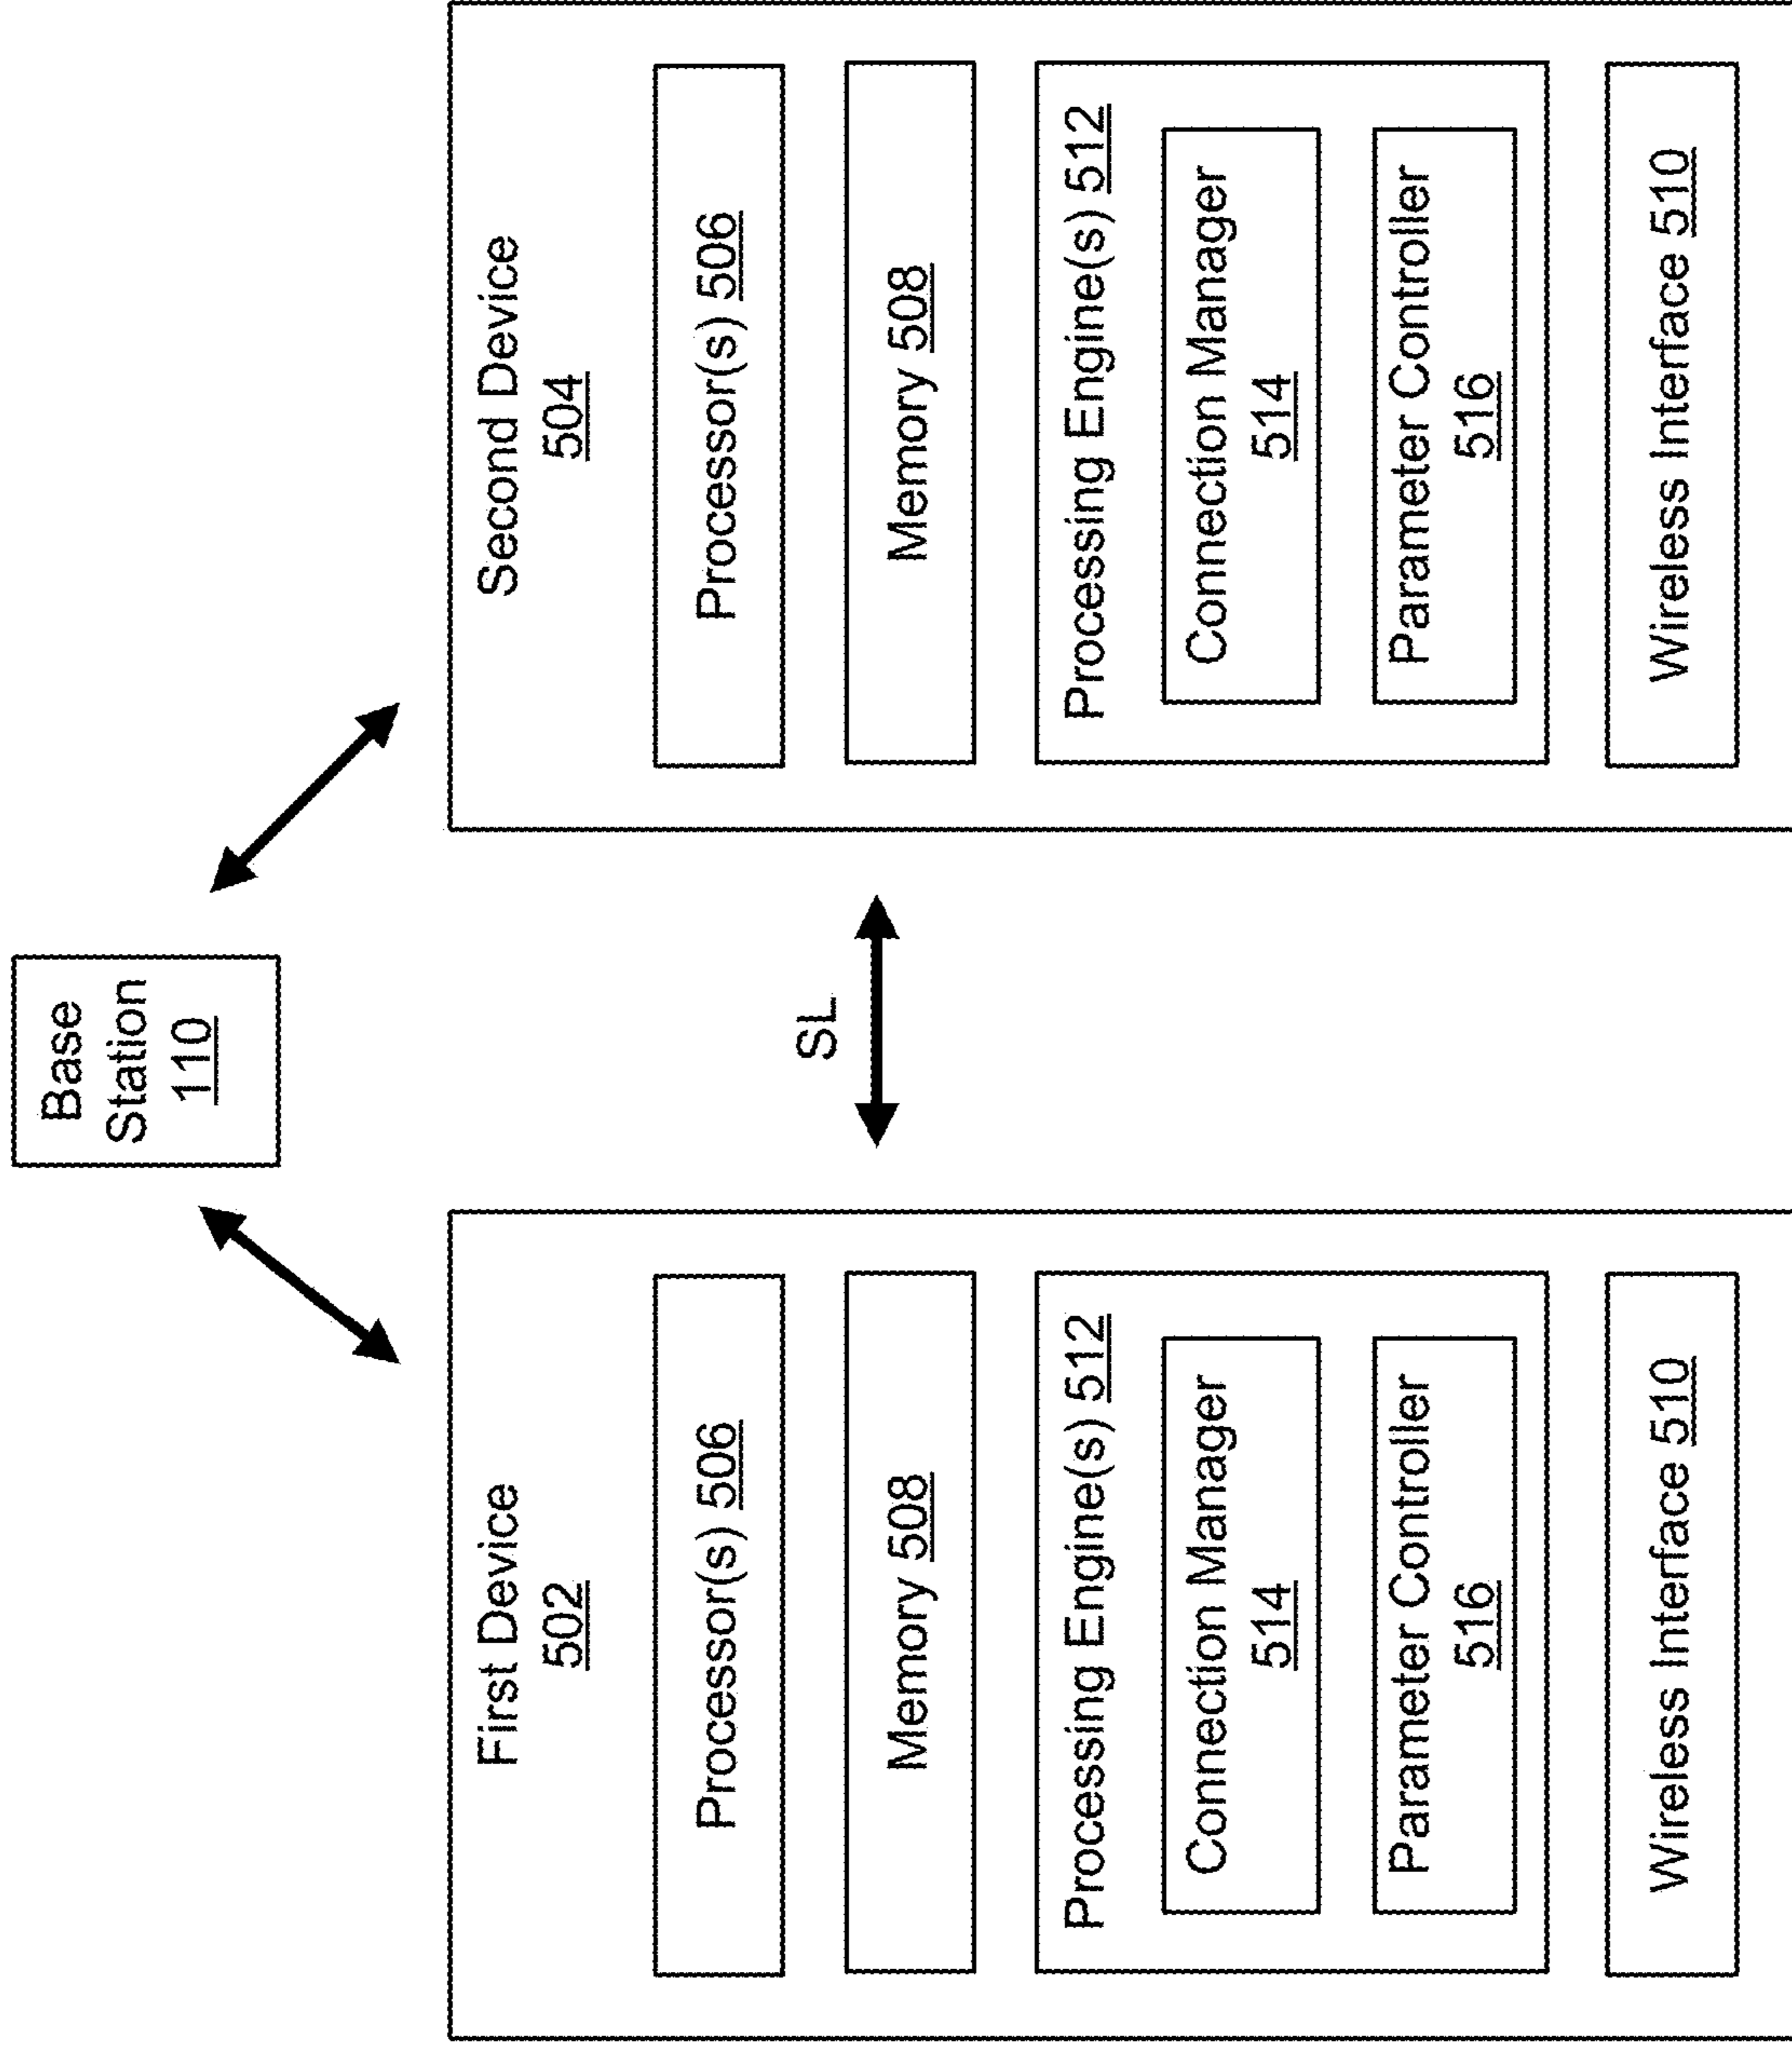 Base
Station
110
SL
First Device
502
Processor(s) 506
Memory 508
Processing Engine(s) 512
Connection Manager
514
Parameter Controller
516
Wireless Interface 510
Second Device
504
Processor(s) 506
Memory 508
Processing Engine(s) 512
Connection Manager
514
Parameter Controller
516
Wireless Interface 510